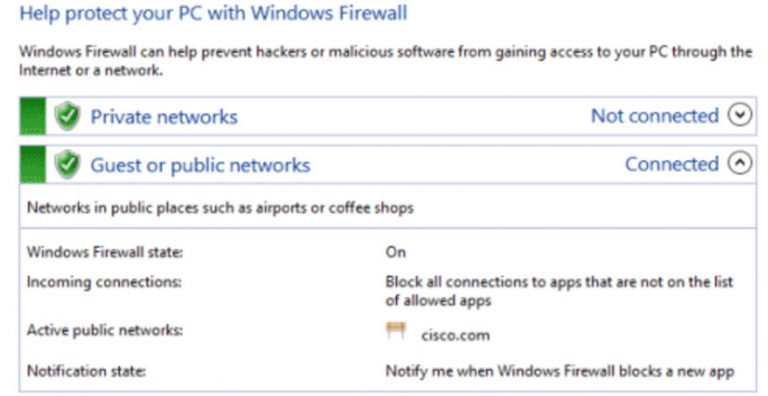 Help protect your PC with Windows Firewall
Windows Firewall can help prevent hackers or malicious software from gaining access to your PC through the
Internet or a network.
Private networks Not connected
Guest or public networks Connected
Networks in public places such as airports or coffee shops
Windows Firewall state: On
Incoming connections: Block all connections to apps that are not on the list
of allowed apps
Active public networks: cisco.com
Notification state: Notify me when Windows Firewall blocks a new app